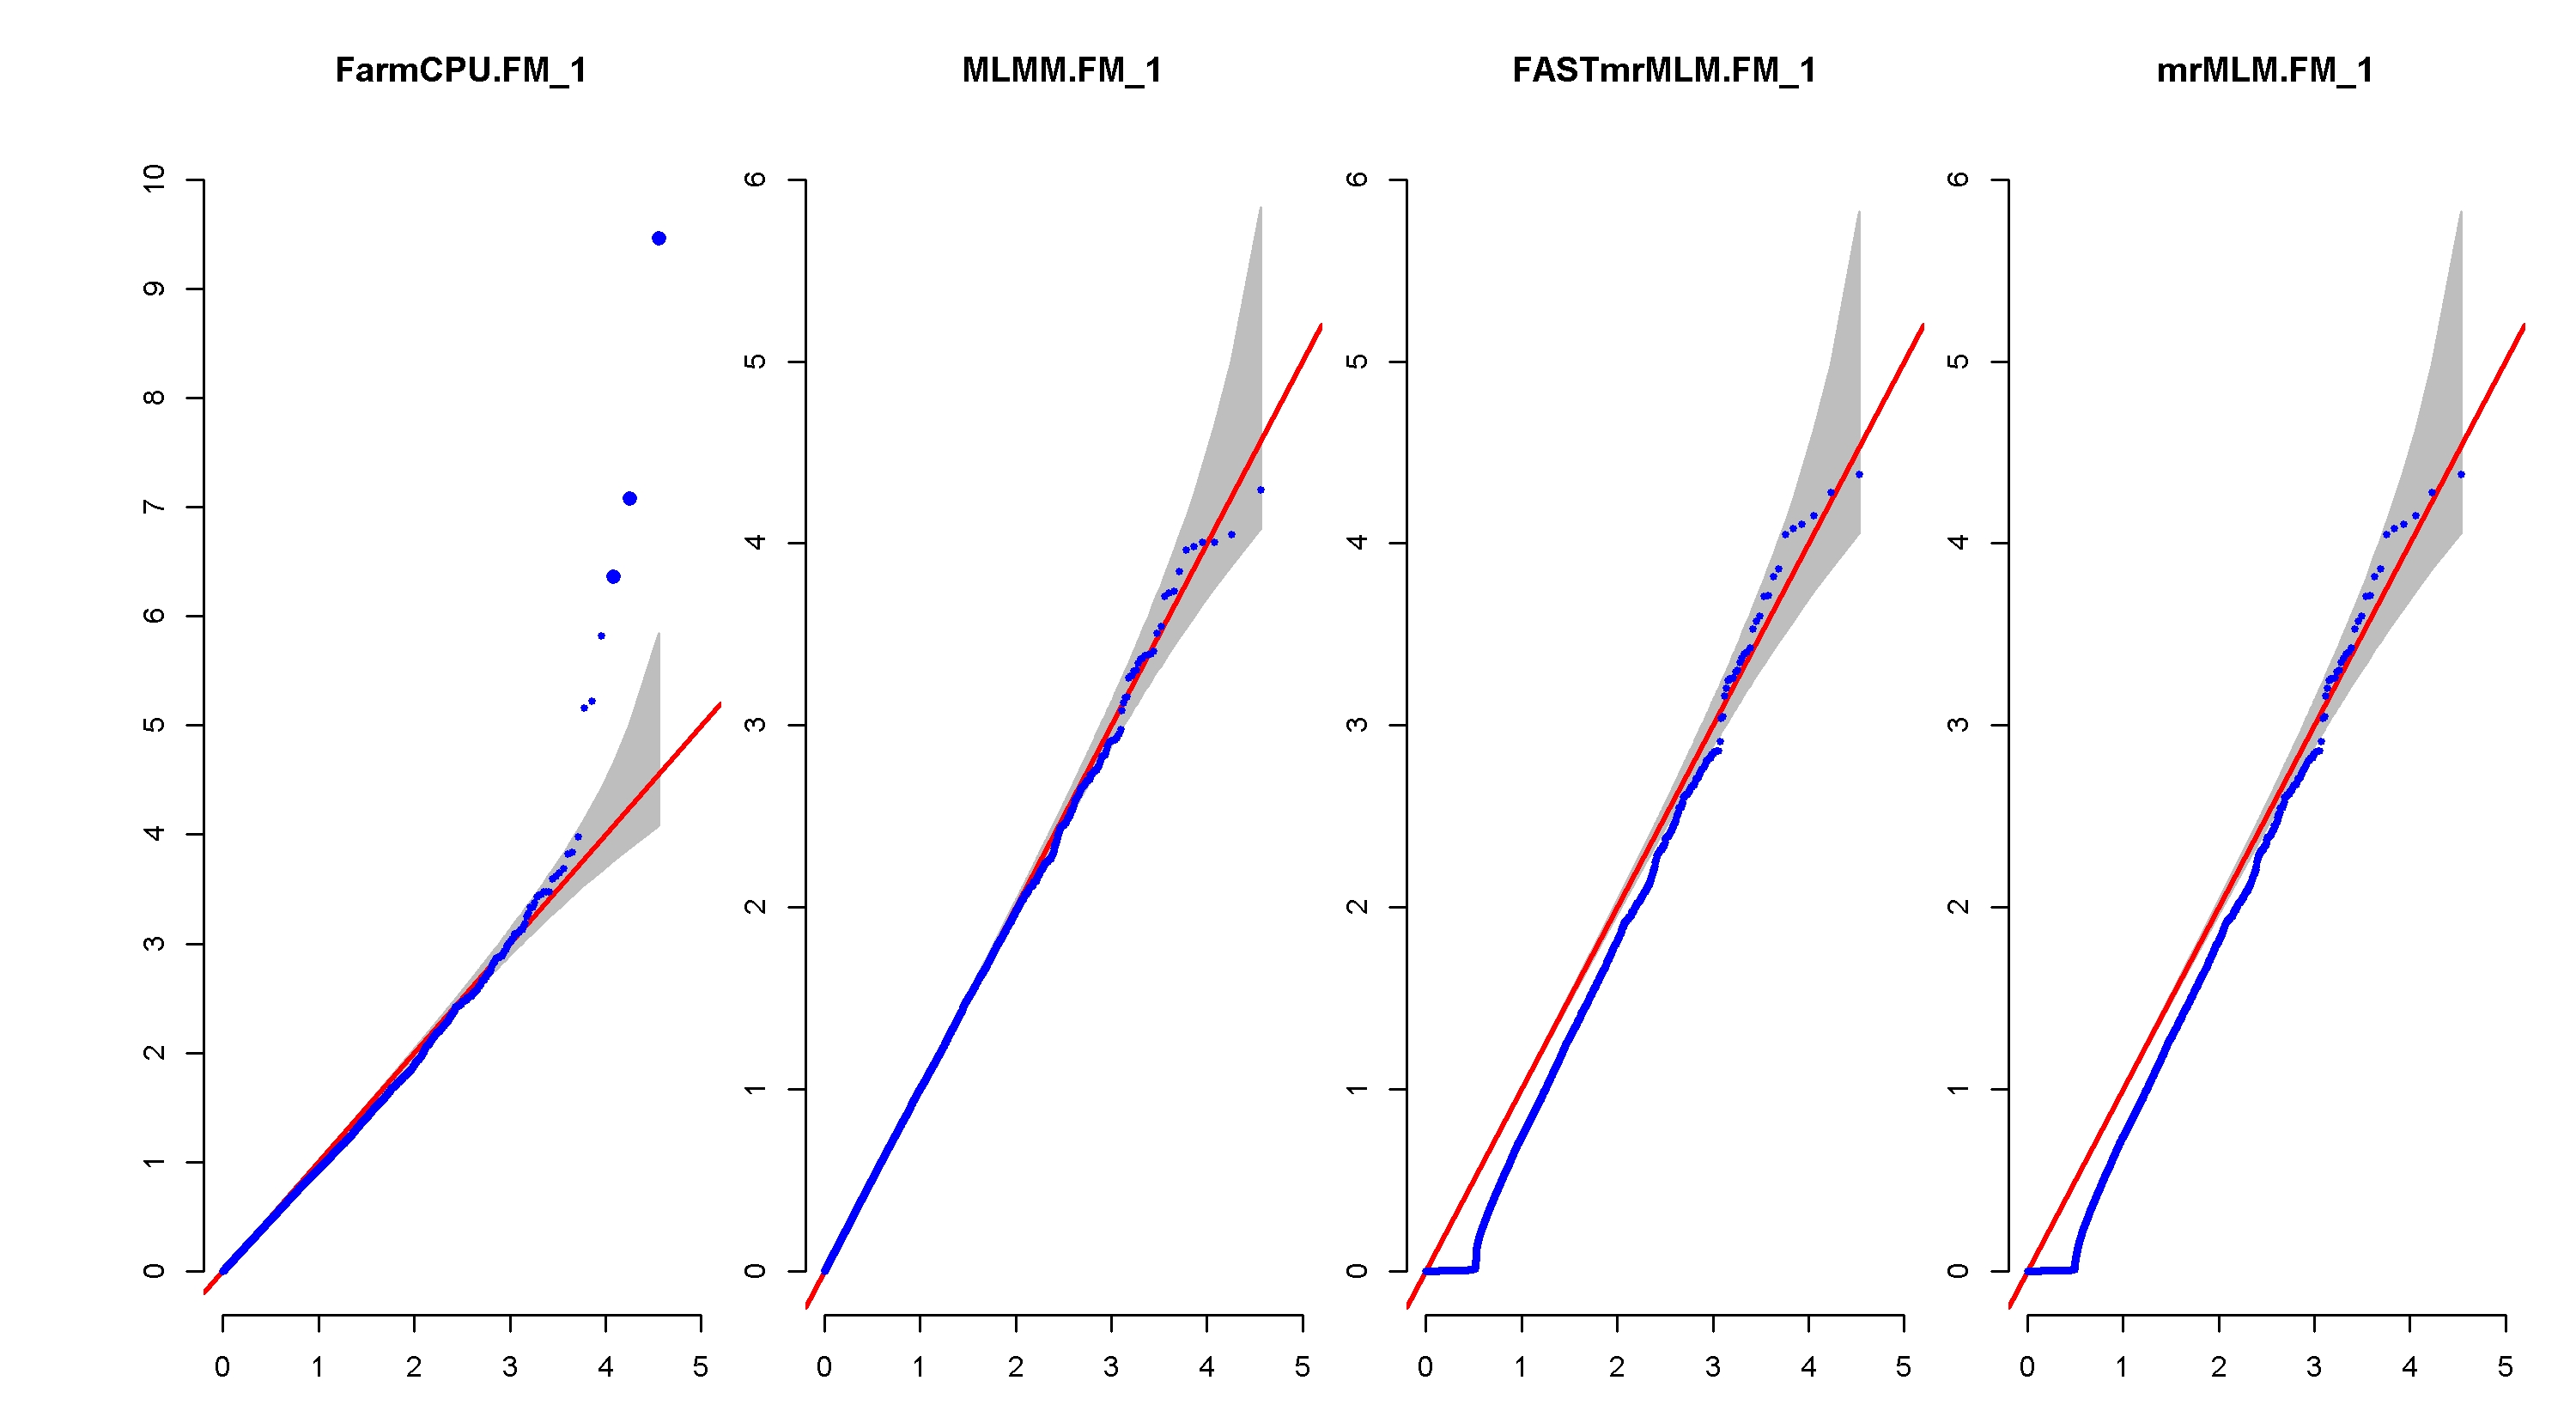 FarmCPU.FM_1 MLMM.FM_1 FASTmrMLM.FM_1 mrMLM.FM_1
10 6 6 6
9
8 5 5 5
7
6 4 4 4
5 3 3 3
4
3 2 2 2
2
1 1 1 1
0 0 0 0
0 1 2 3 4 5 0 1 2 3 4 5 0 1 2 3 4 5 0 1 2 3 4 5